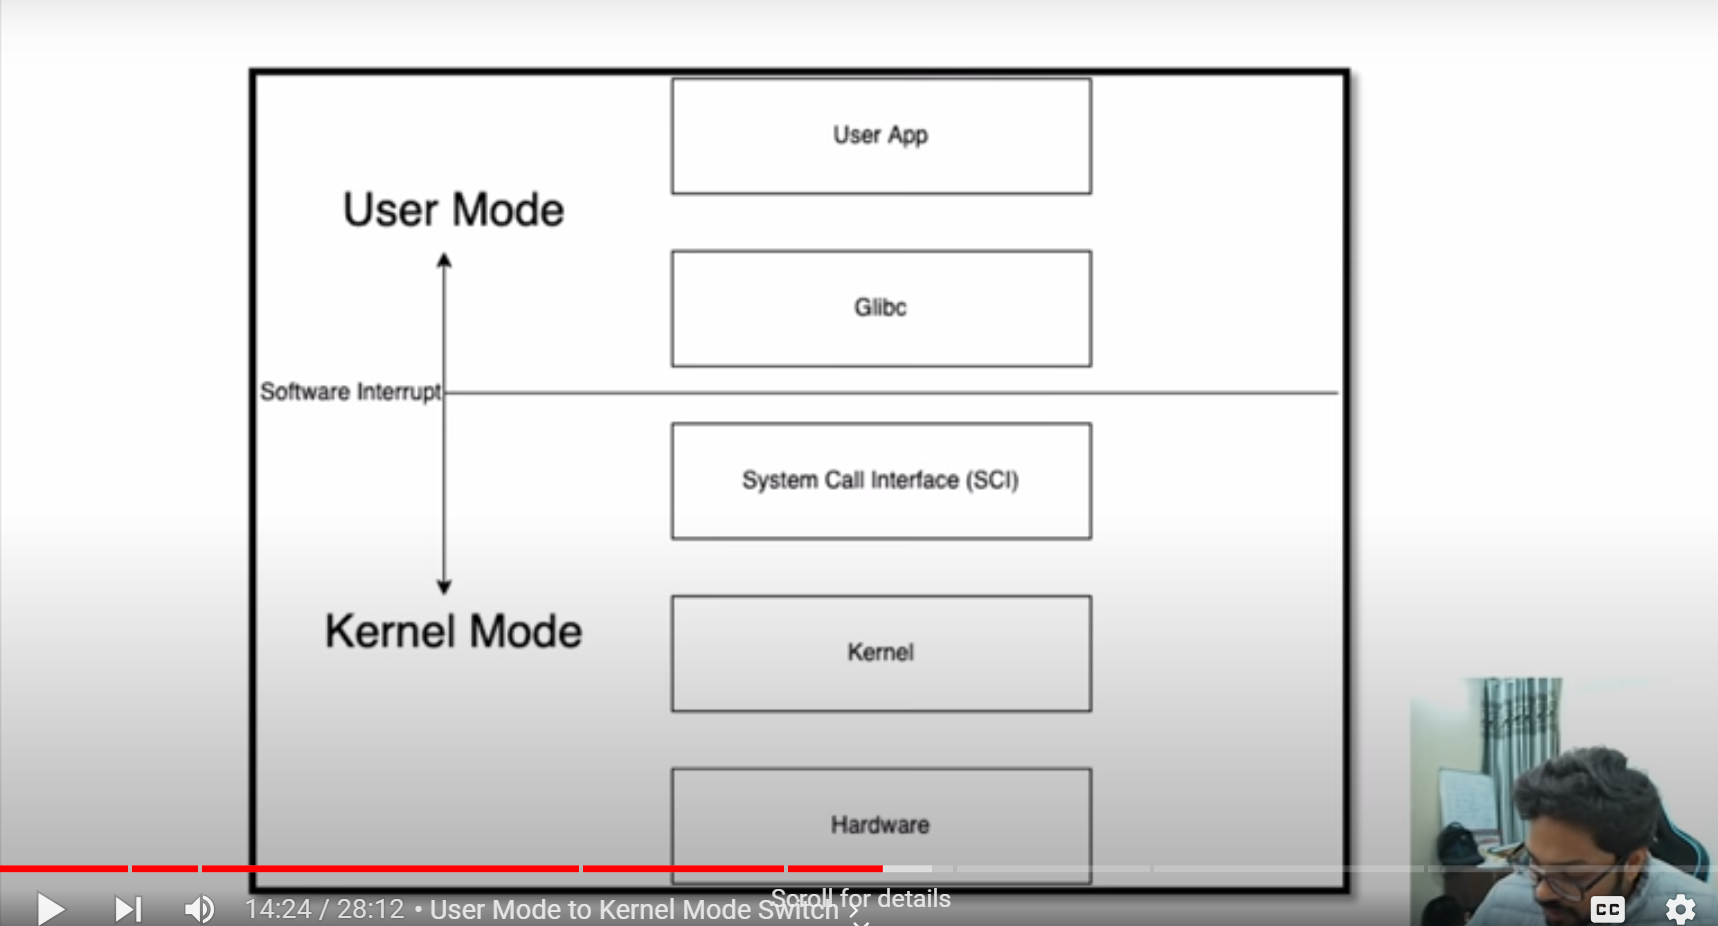 User App
User Mode
Glibc
Software Interrupt
System Call Interface (SCI)
Kernel Mode
Kernel
Hardware
Scroll for details
14:24 / 28:12 • User Mode to Kernel Mode Switch
CC